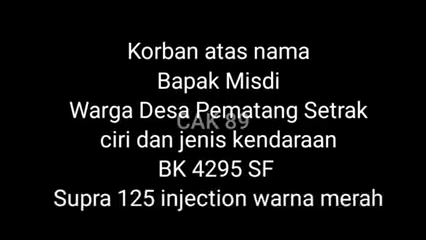 Korban atas nama
Bapak Misdi
Warga Desa Pematang Setrak
CAK 89
ciri dan jenis kendaraan
BK 4295 SF
Supra 125 injection warna merah